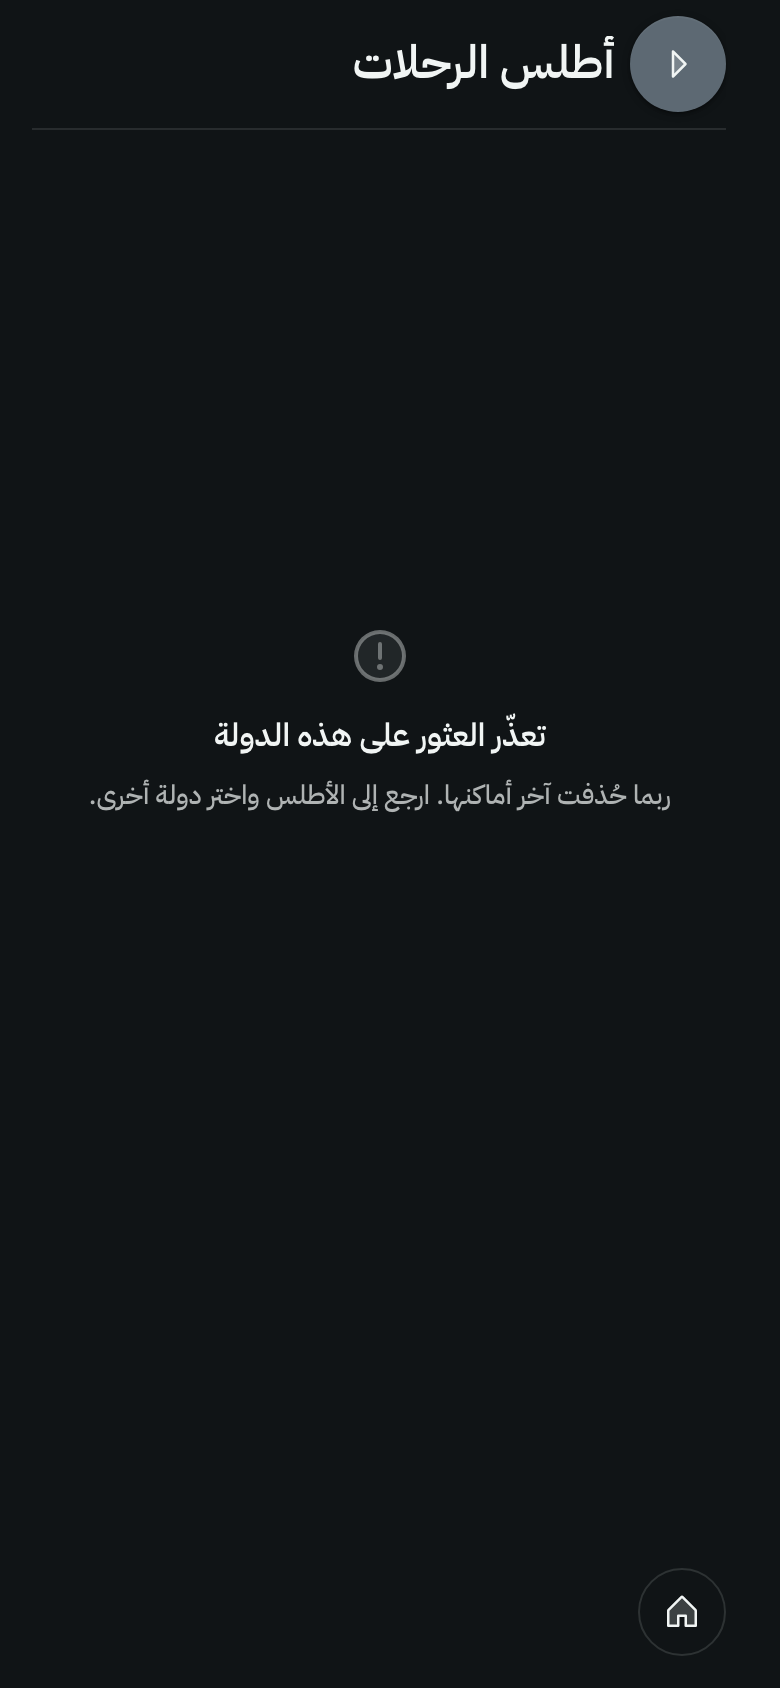 أطلس الرحلات
تعذّر العثور على هذه الدولة
ربما حُذفت آخر أماكنها. ارجع إلى الأطلس واختر دولة أخرى.